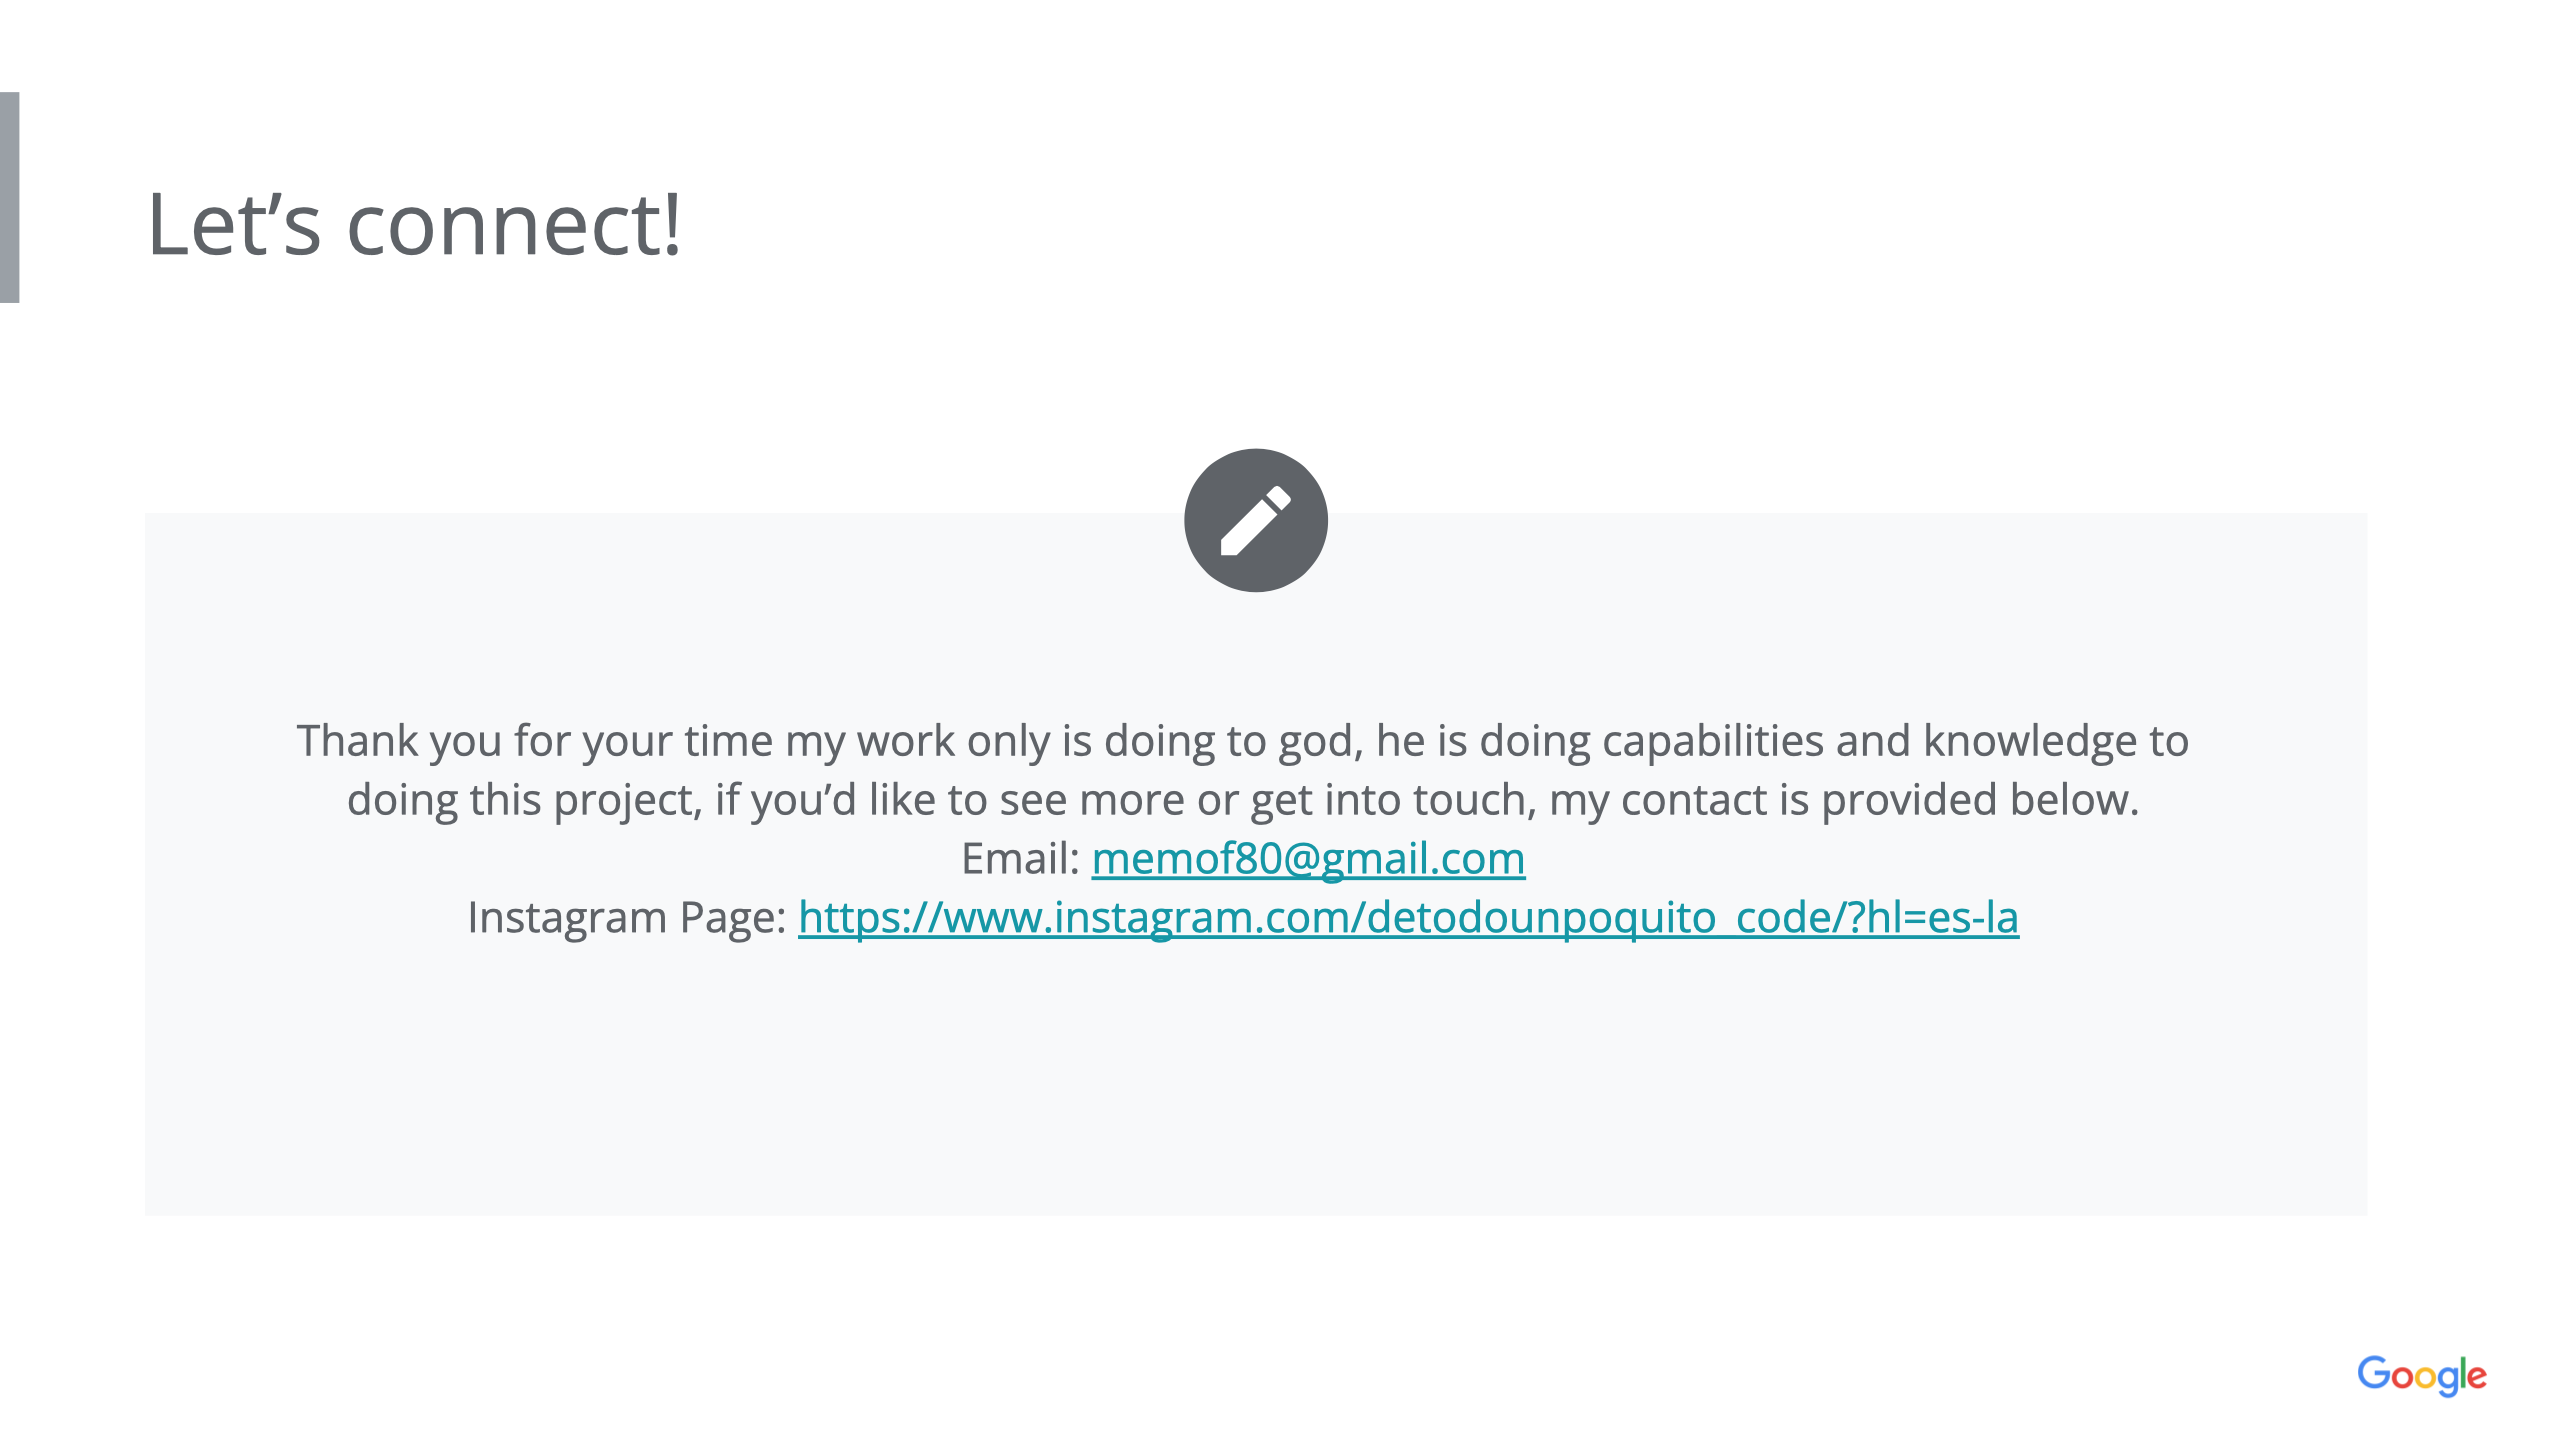 Let’s connect!
Thank you for your time my work only is doing to god, he is doing capabilities and knowledge to
doing this project, if you’d like to see more or get into touch, my contact is provided below.
Email: memof80@gmail.com
Instagram Page: https://www.instagram.com/detodounpoquito_code/?hl=es-la
Google